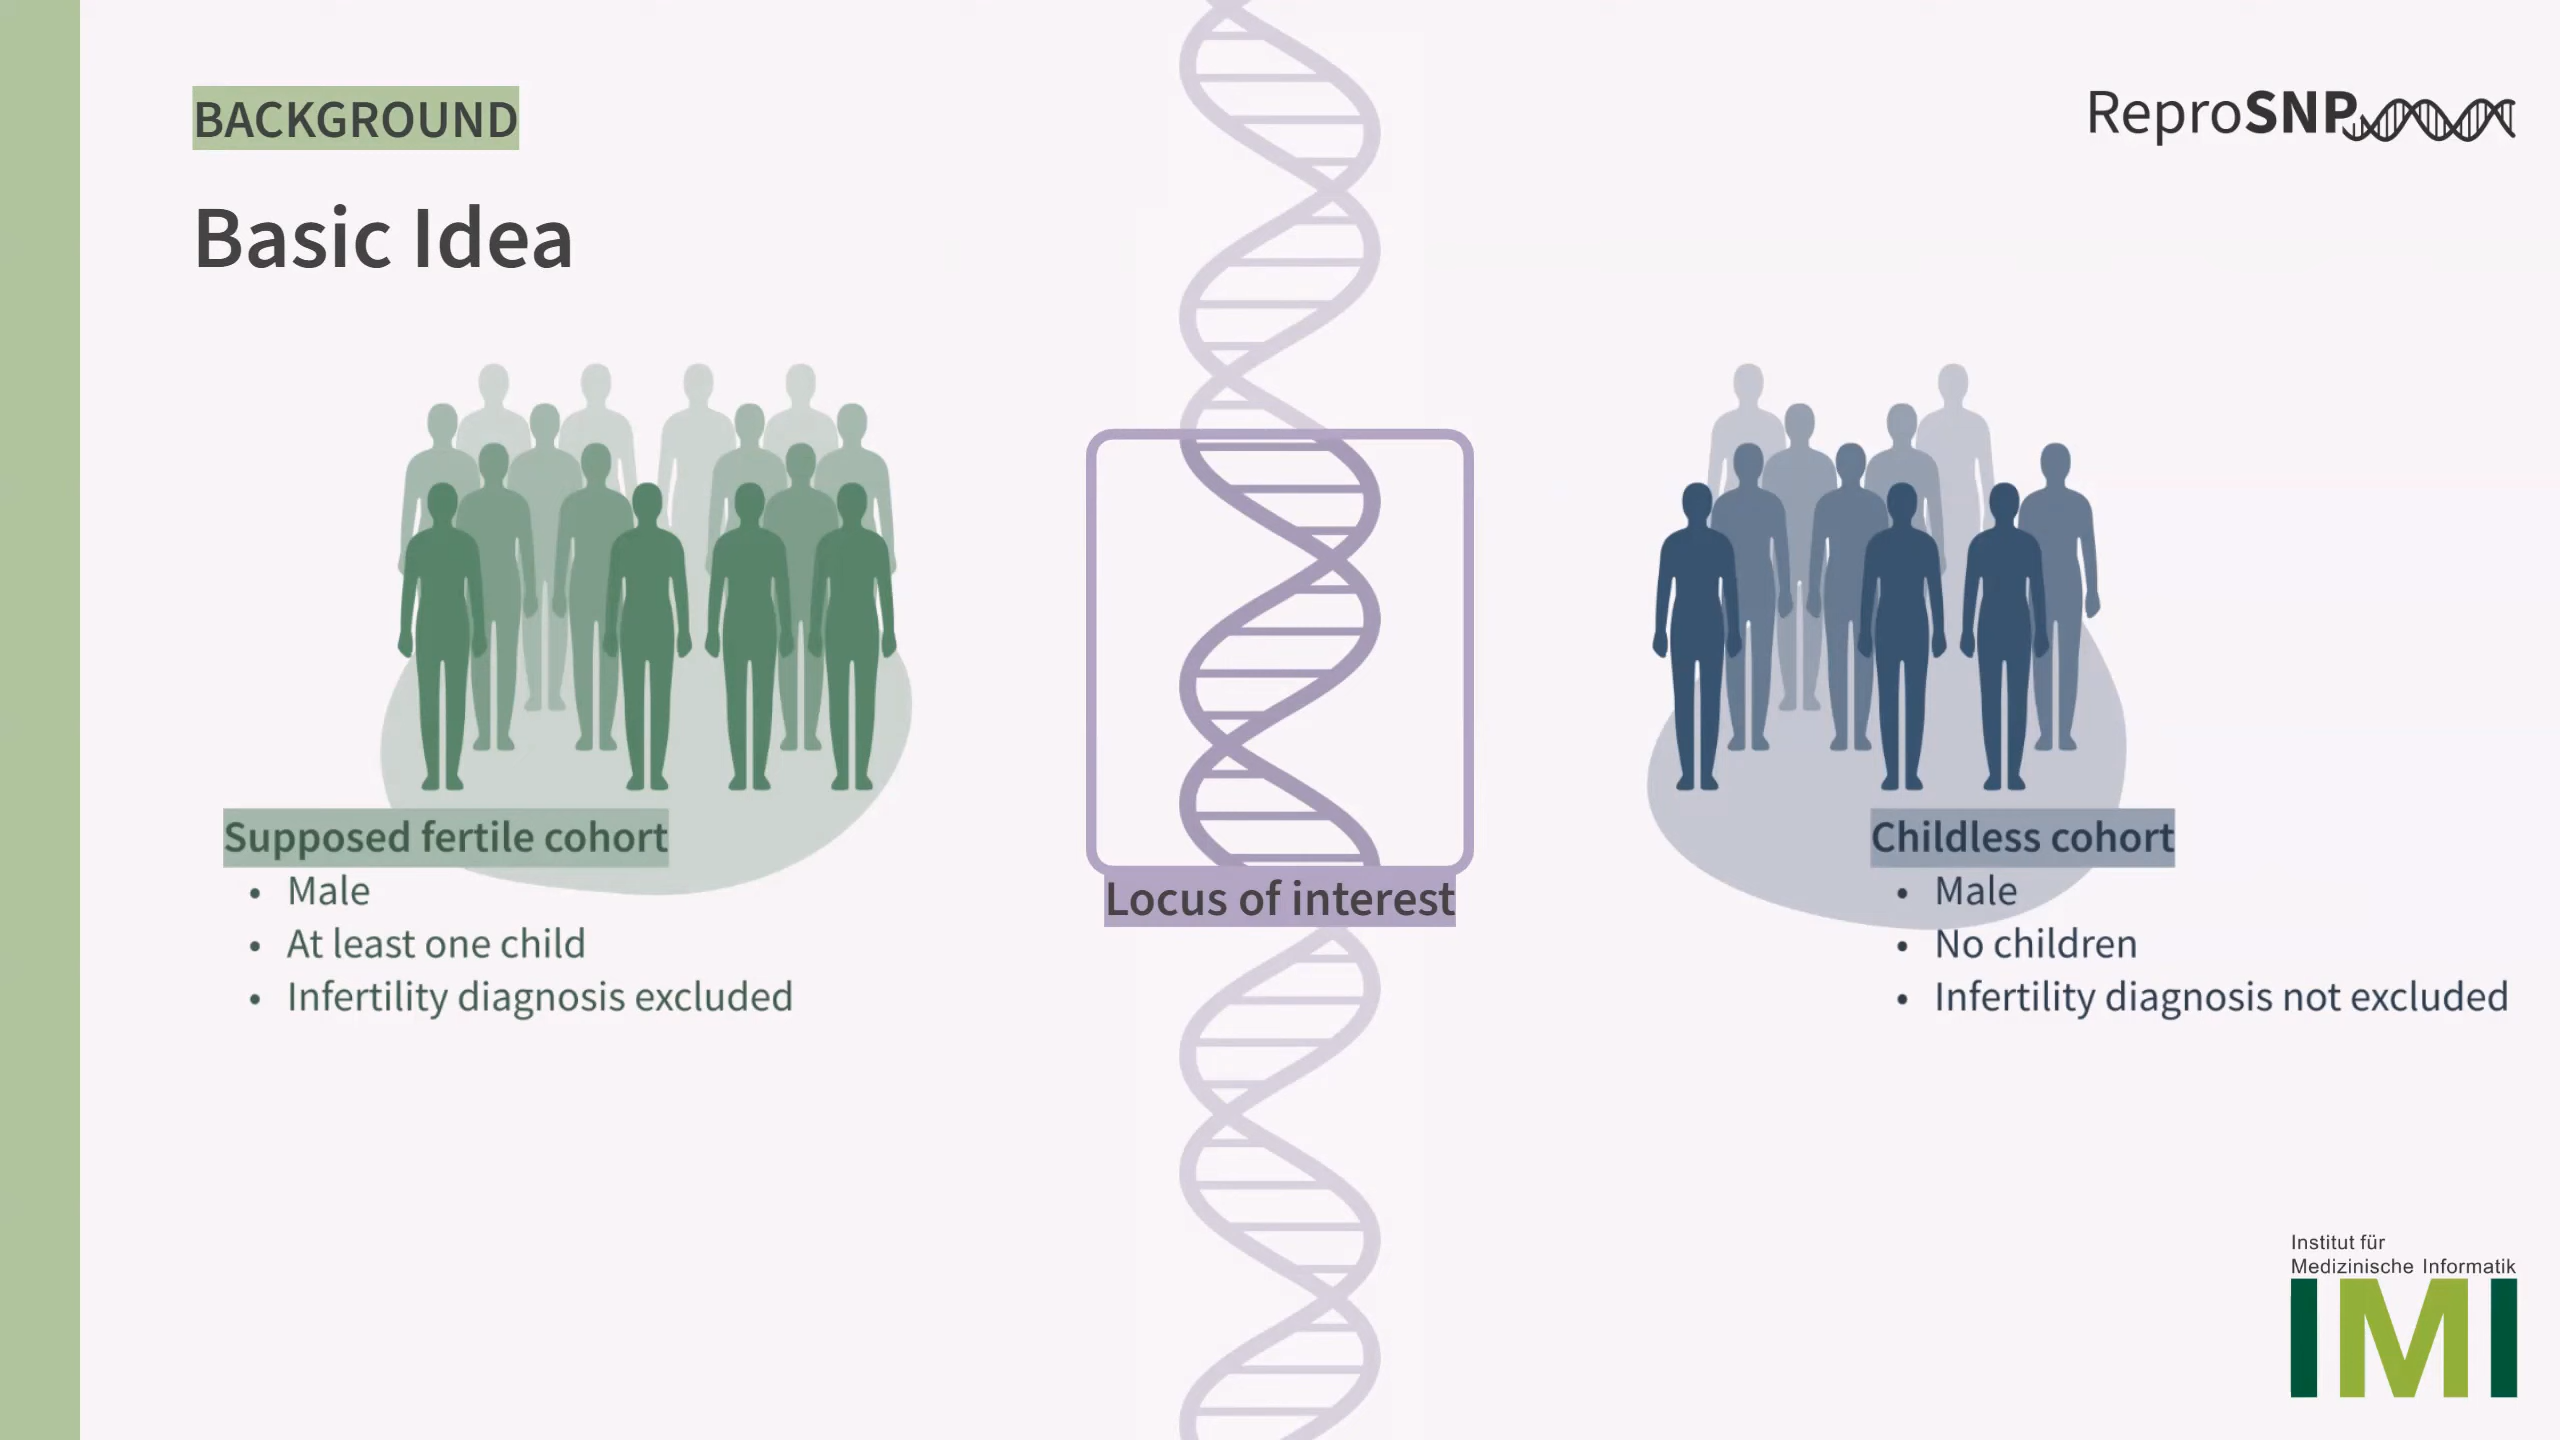 BACKGROUND
ReproSNP
Basic Idea
Supposed fertile cohort
• Male
• At least one child
• Infertility diagnosis excluded
Locus of interest
Childless cohort
• Male
• No children
• Infertility diagnosis not excluded
Institut für
Medizinische Informatik
IMI